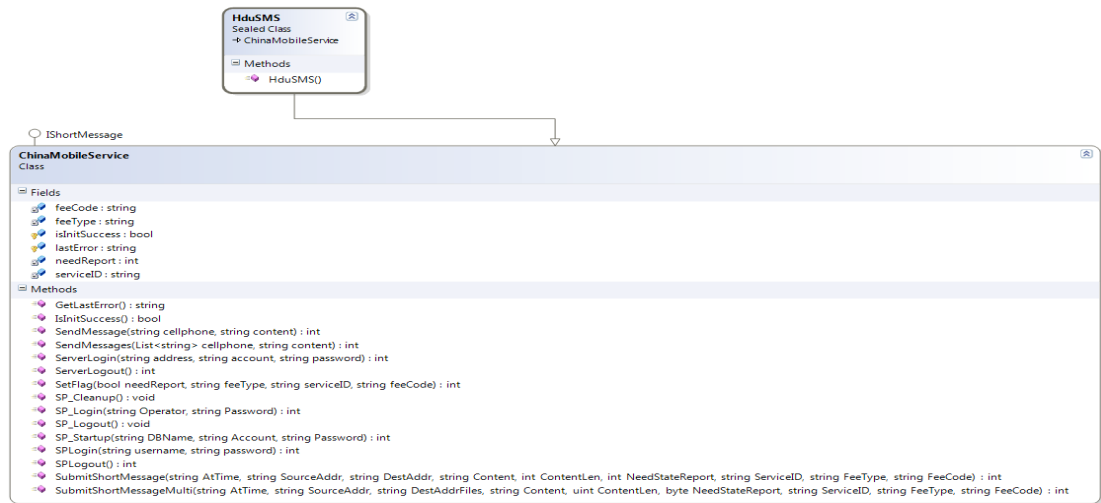 HduSMS
Sealed Class
ChinaMobileService
Methods
HduSMS()
IShortMessage
ChinaMobileService
Class
Fields
feeCode : string
feeType : string
isInitSuccess : bool
lastError : string
needReport : int
serviceID : string
Methods
GetLastError() : string
IsInitSuccess() : bool
SendMessage(string cellphone, string content) : int
SendMessages(List<string> cellphone, string content) : int
ServerLogin(string address, string account, string password) : int
ServerLogout() : int
SetFlag(bool needReport, string feeType, string serviceID, string feeCode) : int
SP_Cleanup() : void
SP_Login(string Operator, string Password) : int
SP_Logout() : void
SP_Startup(string DBName, string Account, string Password) : int
SPLogin(string username, string password) : int
SPLogout() : int
SubmitShortMessage(string AtTime, string SourceAddr, string DestAddr, string Content, int ContentLen, int NeedStateReport, string ServiceID, string FeeType, string FeeCode) : int
SubmitShortMessageMulti(string AtTime, string SourceAddr, string DestAddrFiles, string Content, uint ContentLen, byte NeedStateReport, string ServiceID, string FeeType, string FeeCode) : int